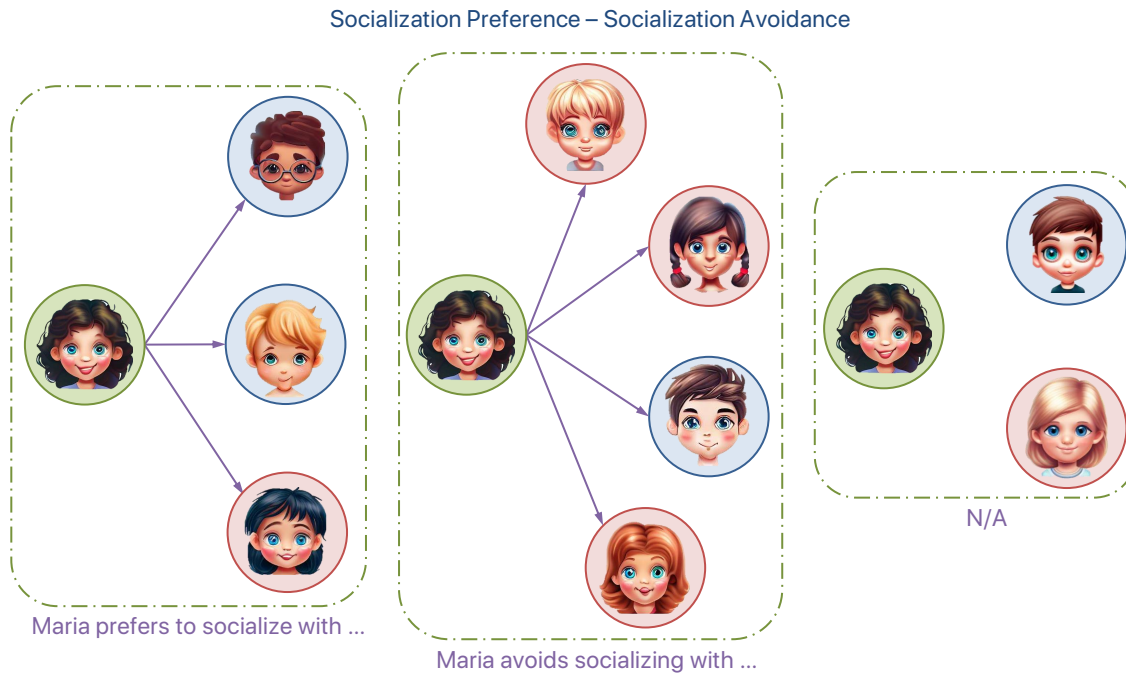 Socialization Preference – Socialization Avoidance
Maria prefers to socialize with ...
Maria avoids socializing with ...
N/A